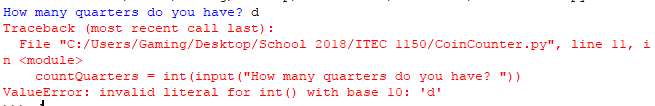 How many quarters do you have? d
Traceback (most recent call last):
  File "C:/Users/Gaming/Desktop/School 2018/ITEC 1150/CoinCounter.py", line 11, i
n <module>
    countQuarters = int(input("How many quarters do you have? "))
ValueError: invalid literal for int() with base 10: 'd'